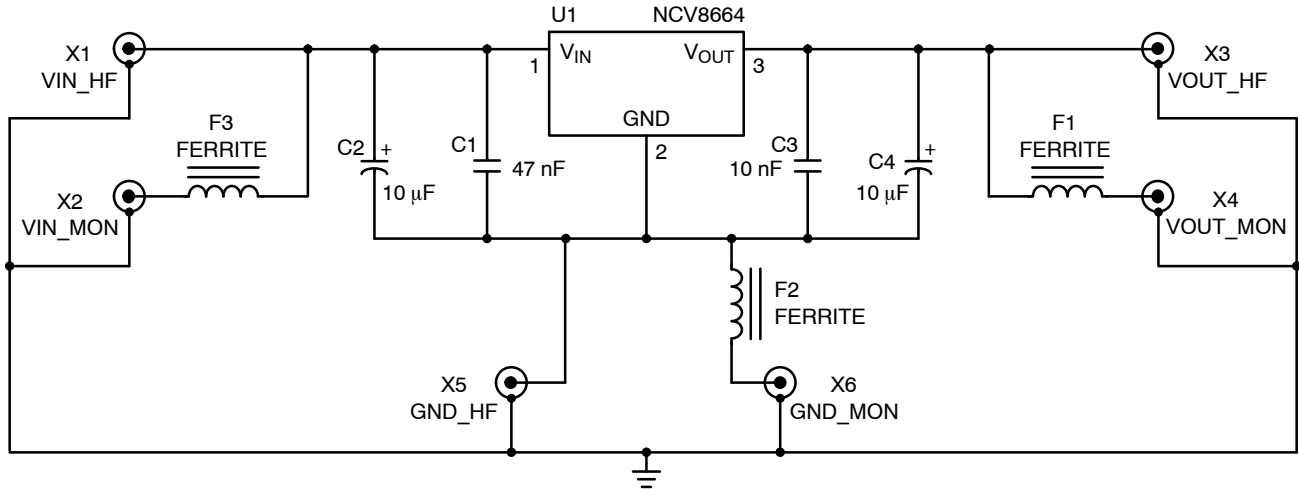 U1
NCV8664
X1
VIN_HF
1
VIN
VOUT
3
X3
VOUT_HF
GND
2
F3
FERRITE
C2
+
10 μF
C1
47 nF
C3
10 nF
C4
+
10 μF
F1
FERRITE
X2
VIN_MON
X4
VOUT_MON
F2
FERRITE
X5
GND_HF
X6
GND_MON